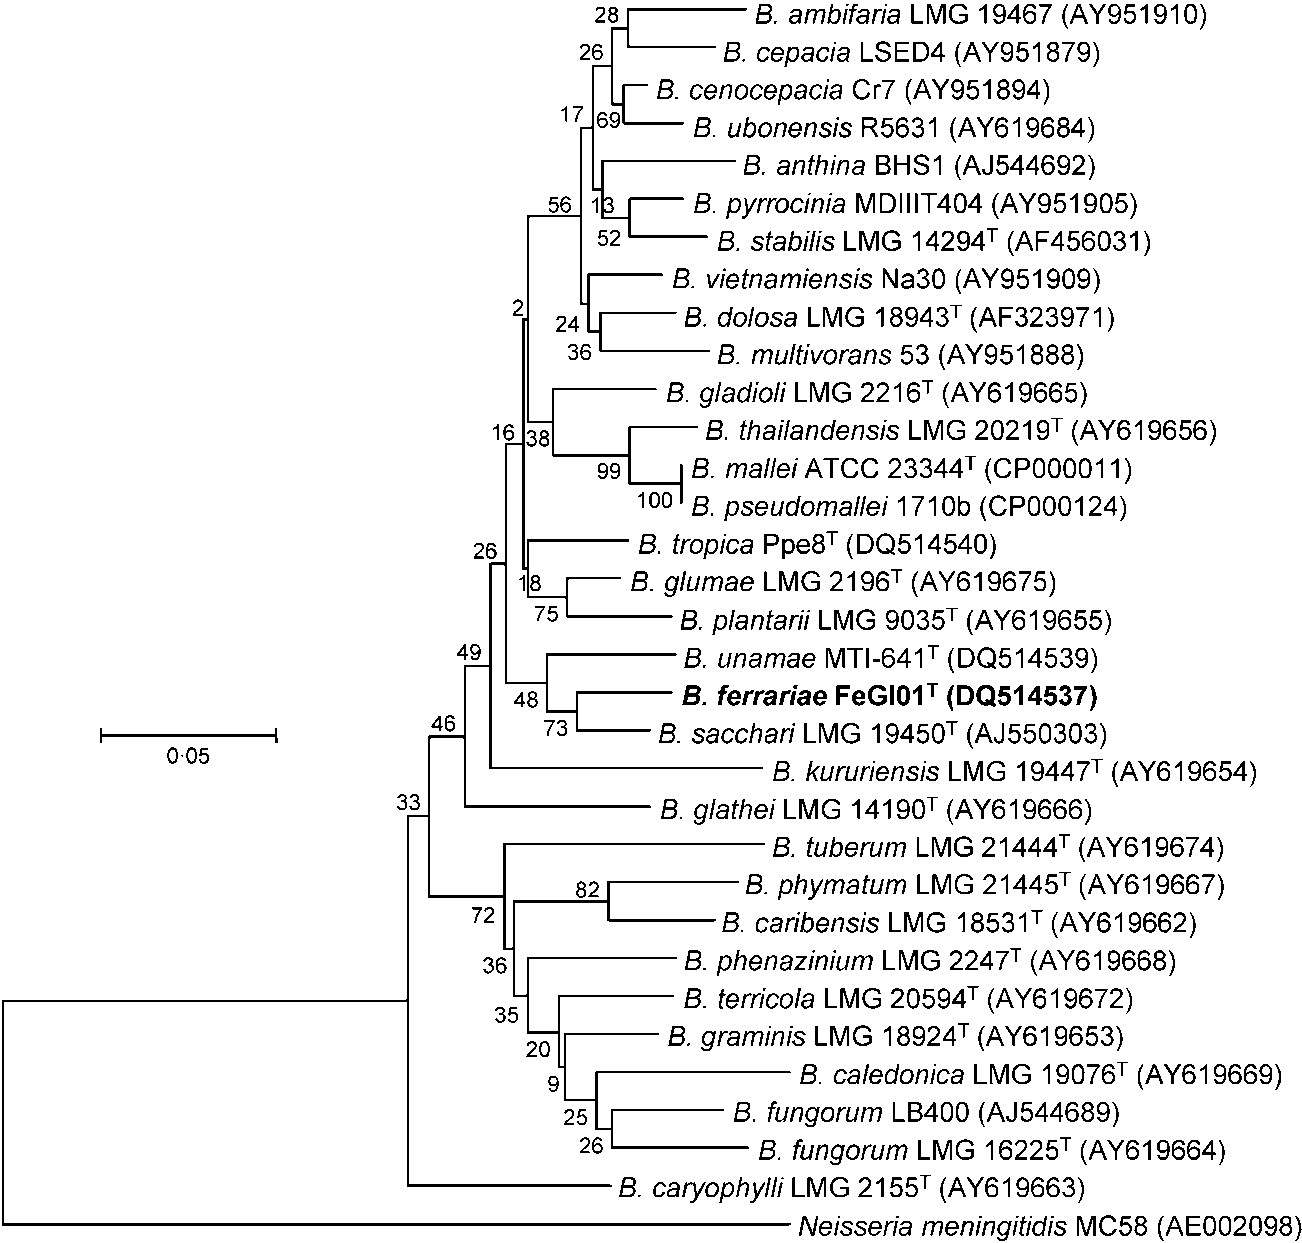 28
B. ambifaria LMG 19467 (AY951910)
26
B. cepacia LSED4 (AY951879)
B. cenocepacia Cr7 (AY951894)
17
69
B. ubonensis R5631 (AY619684)
B. anthina BHS1 (AJ544692)
56
13
B. pyrrocinia MDIIIT404 (AY951905)
52
B. stabilis LMG 14294ᵀ (AF456031)
B. vietnamiensis Na30 (AY951909)
2
B. dolosa LMG 18943ᵀ (AF323971)
24
36
B. multivorans 53 (AY951888)
B. gladioli LMG 2216ᵀ (AY619665)
16
38
B. thailandensis LMG 20219ᵀ (AY619656)
99
B. mallei ATCC 23344ᵀ (CP000011)
100
B. pseudomallei 1710b (CP000124)
26
B. tropica Ppe8ᵀ (DQ514540)
18
B. glumae LMG 2196ᵀ (AY619675)
75
B. plantarii LMG 9035ᵀ (AY619655)
49
B. unamae MTI-641ᵀ (DQ514539)
48
B. ferrariae FeGl01ᵀ (DQ514537)
46
73
B. sacchari LMG 19450ᵀ (AJ550303)
0·05
B. kururiensis LMG 19447ᵀ (AY619654)
33
B. glathei LMG 14190ᵀ (AY619666)
B. tuberum LMG 21444ᵀ (AY619674)
82
B. phymatum LMG 21445ᵀ (AY619667)
72
B. caribensis LMG 18531ᵀ (AY619662)
36
B. phenazinium LMG 2247ᵀ (AY619668)
B. terricola LMG 20594ᵀ (AY619672)
35
B. graminis LMG 18924ᵀ (AY619653)
20
B. caledonica LMG 19076ᵀ (AY619669)
9
B. fungorum LB400 (AJ544689)
25
26
B. fungorum LMG 16225ᵀ (AY619664)
B. caryophylli LMG 2155ᵀ (AY619663)
Neisseria meningitidis MC58 (AE002098)